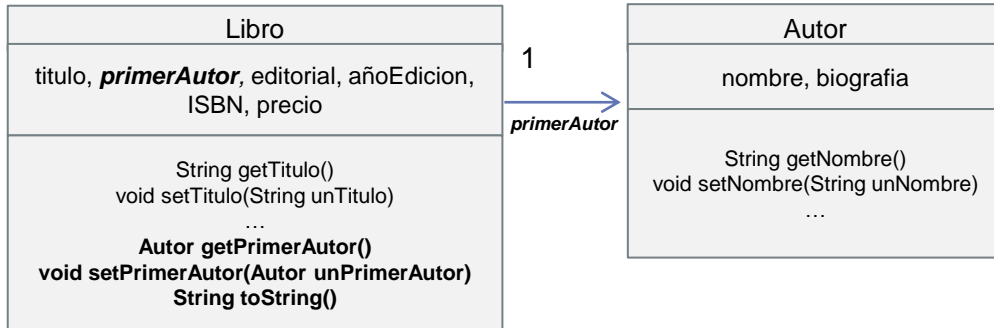 Libro
titulo, primerAutor, editorial, añoEdicion,
ISBN, precio
String getTitulo()
void setTitulo(String unTitulo)
…
Autor getPrimerAutor()
void setPrimerAutor(Autor unPrimerAutor)
String toString()
1
primerAutor
Autor
nombre, biografia
String getNombre()
void setNombre(String unNombre)
…